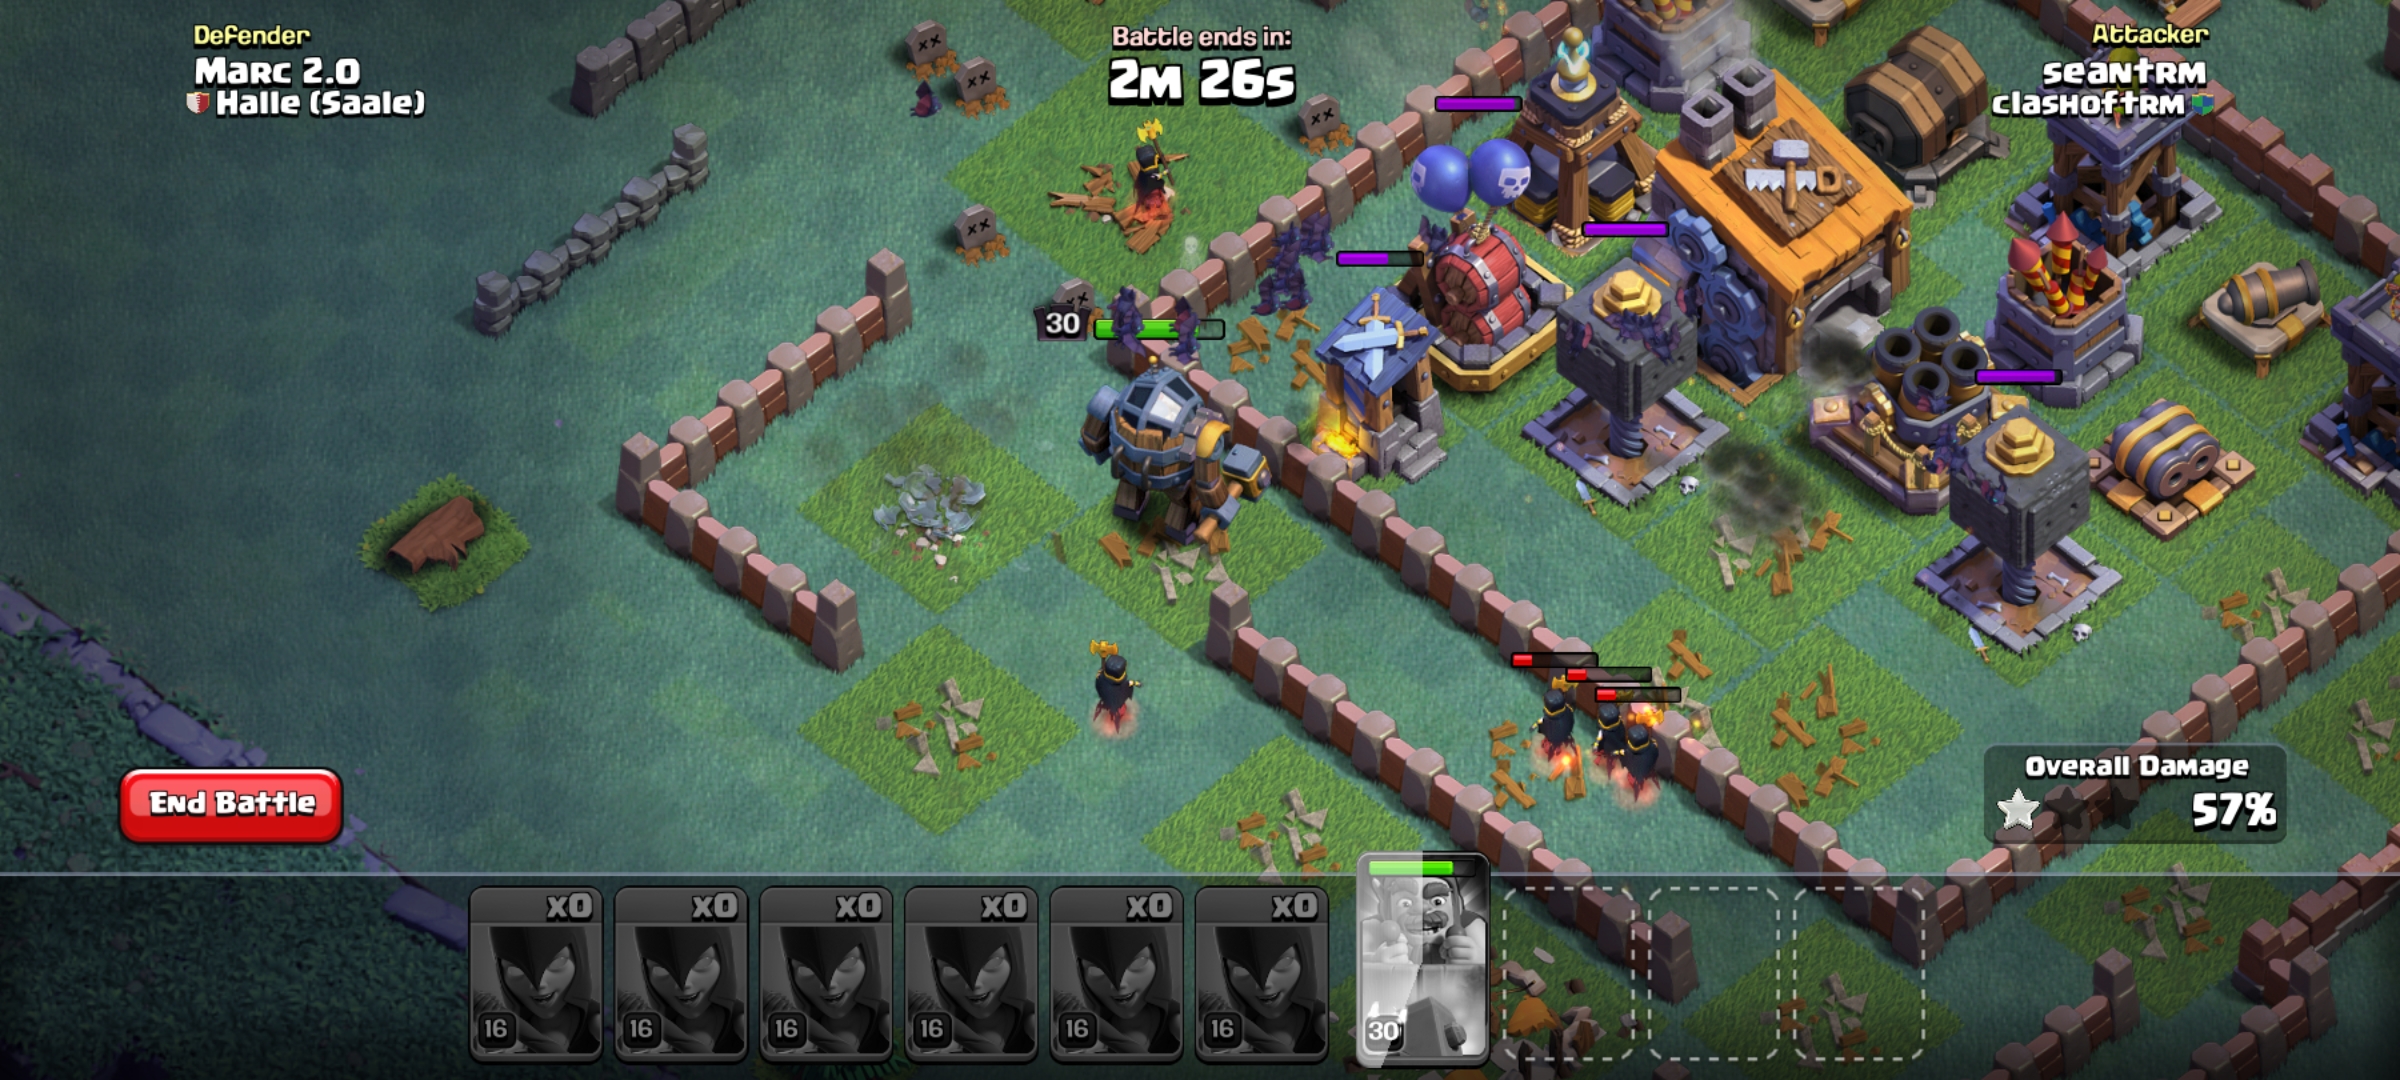 Defender
Marc 2.0
Halle (Saale)
Battle ends in:
2m 26s
Attacker
seantrm
clashoftrm
30
End Battle
Overall Damage
57%
x0
x0
x0
x0
x0
x0
16
16
16
16
16
16
30